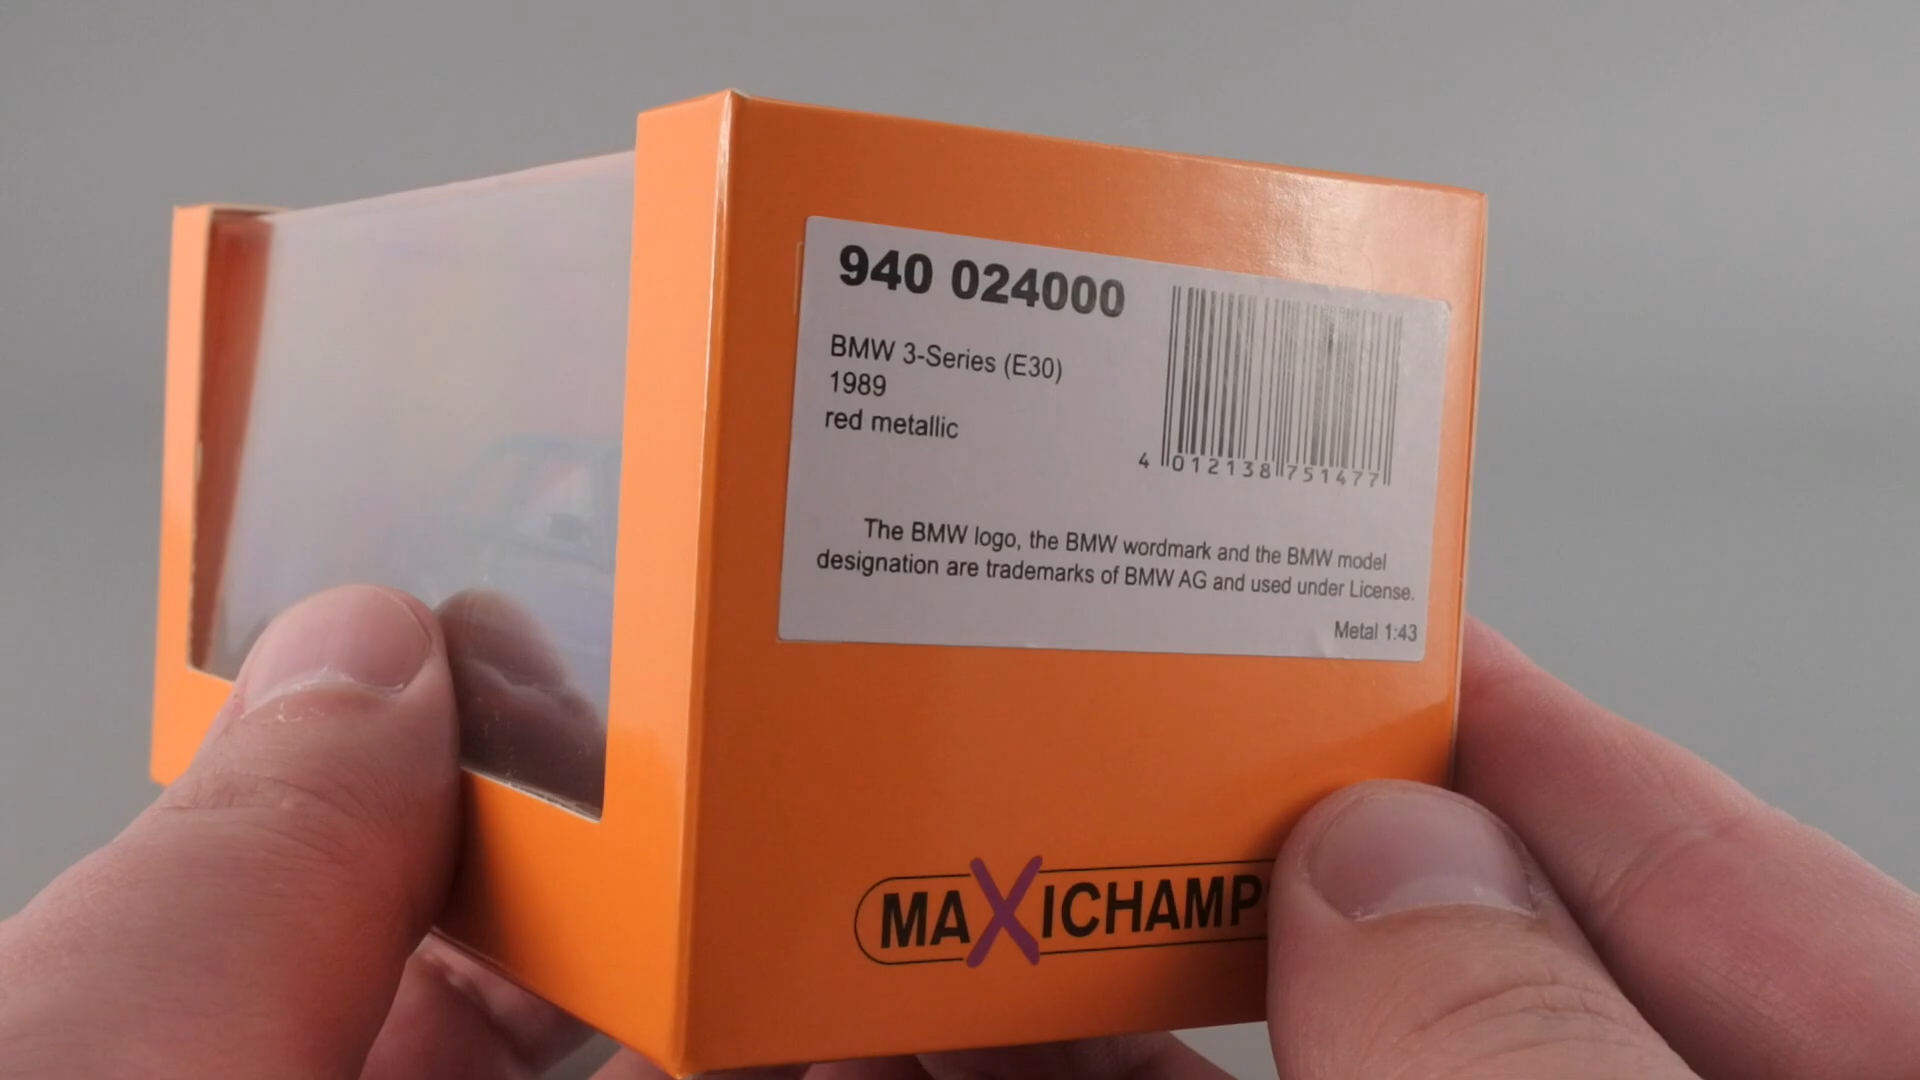 940 024000
BMW 3-Series (E30)
1989
red metallic
4 012138 751477
The BMW logo, the BMW wordmark and the BMW model
designation are trademarks of BMW AG and used under License.
Metal 1:43
MAXICHAMPS